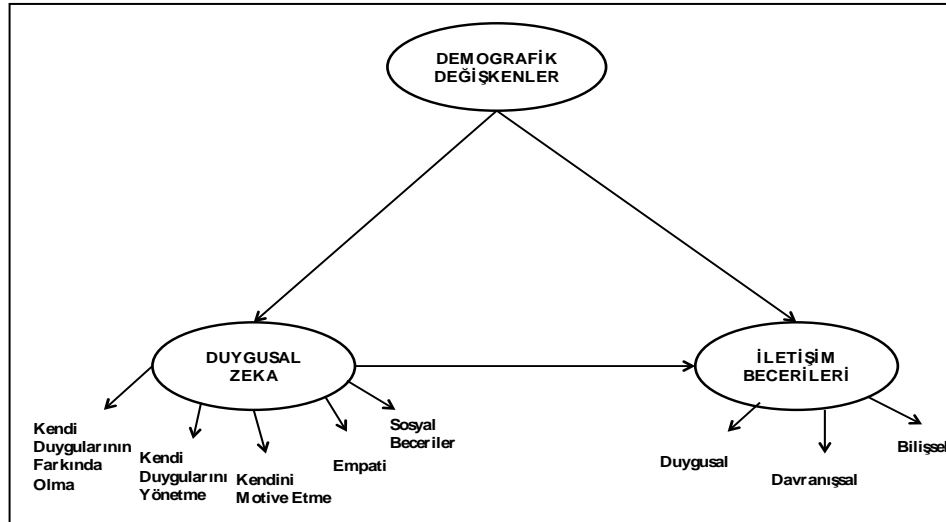 DEMOGRAFİK
DEĞİŞKENLER
DUYGUSAL
ZEKA
İLETİŞİM
BECERİLERİ
Kendi
Duygularının
Farkında
Olma
Kendi
Duygularını
Yönetme
Kendini
Motive Etme
Empati
Sosyal
Beceriler
Duygusal
Davranışsal
Bilişsel